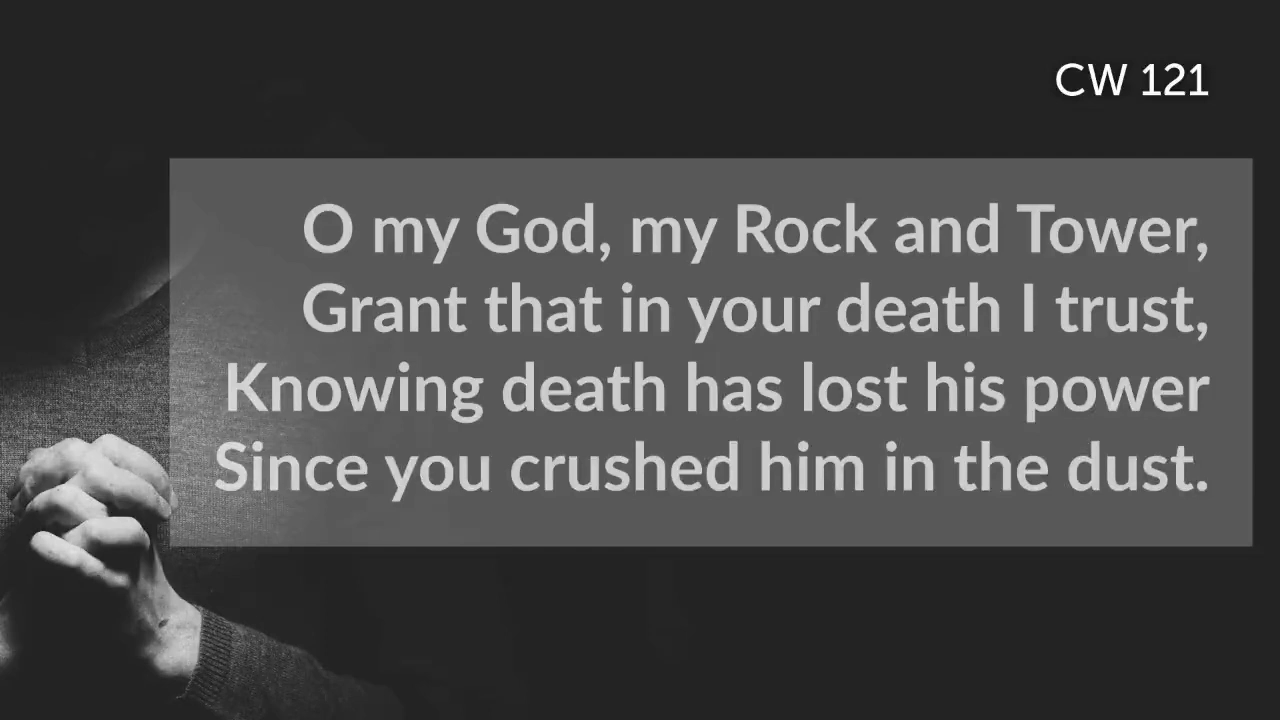 CW 121
O my God, my Rock and Tower,
Grant that in your death I trust,
Knowing death has lost his power
Since you crushed him in the dust.